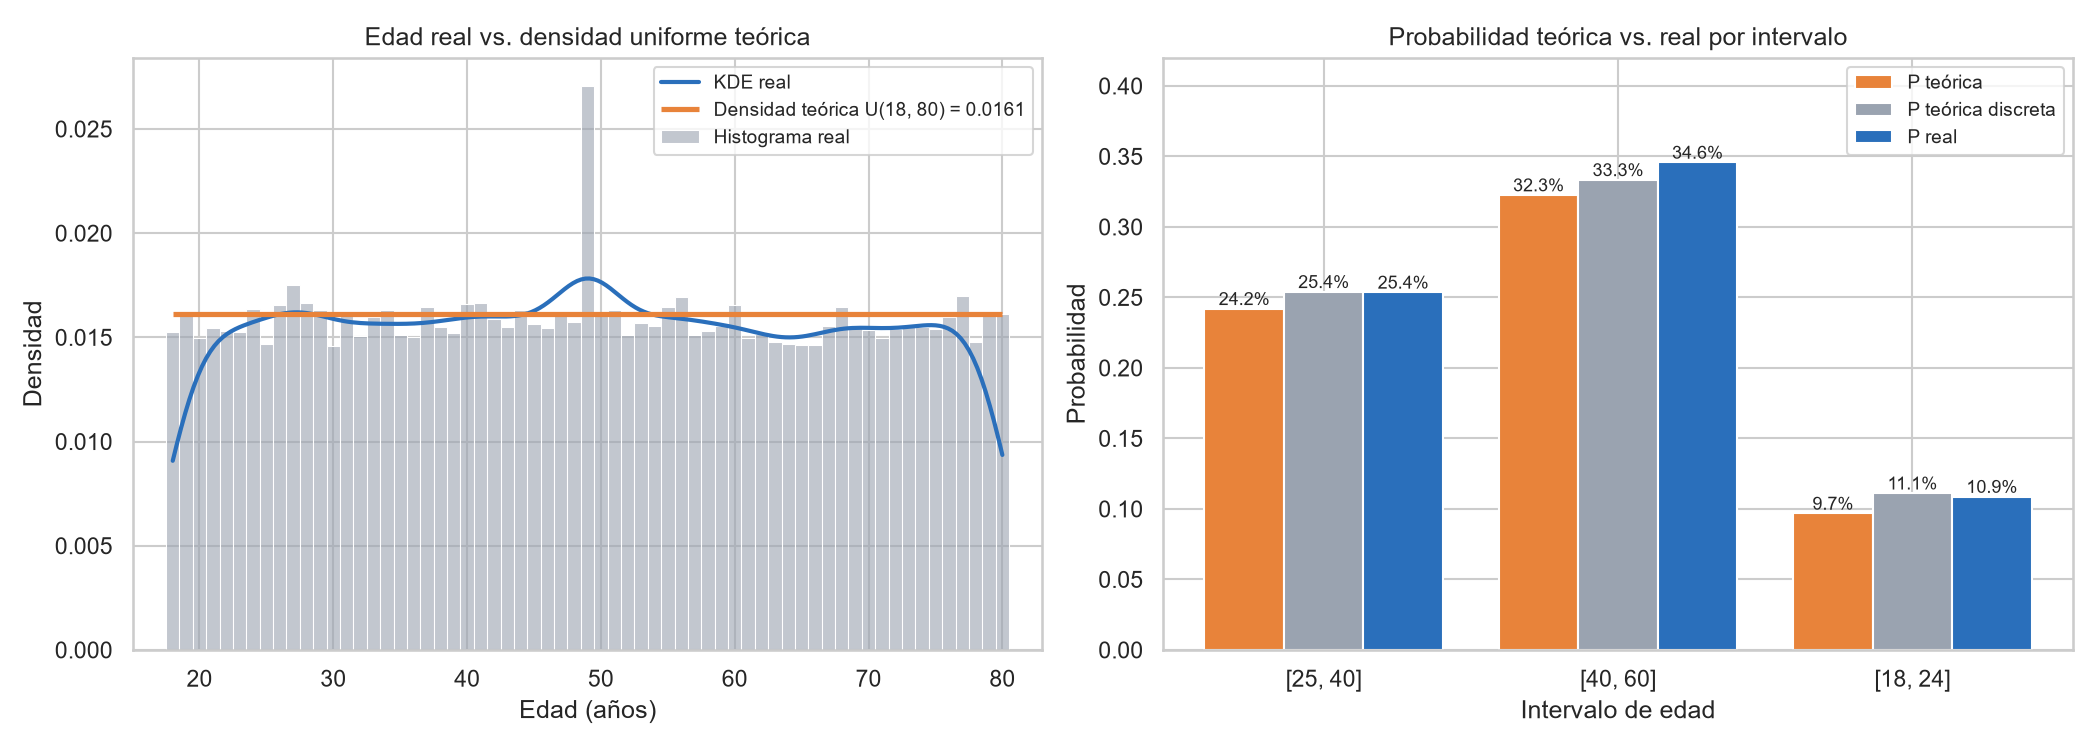 Edad real vs. densidad uniforme teórica
KDE real
Densidad teórica U(18, 80) = 0.0161
Histograma real
Densidad
0.025
0.020
0.015
0.010
0.005
0.000
20 30 40 50 60 70 80
Edad (años)
Probabilidad teórica vs. real por intervalo
P teórica
P teórica discreta
P real
Probabilidad
0.40
0.35
0.30
0.25
0.20
0.15
0.10
0.05
0.00
24.2% 25.4% 25.4%
32.3% 33.3% 34.6%
9.7% 11.1% 10.9%
[25, 40] [40, 60] [18, 24]
Intervalo de edad